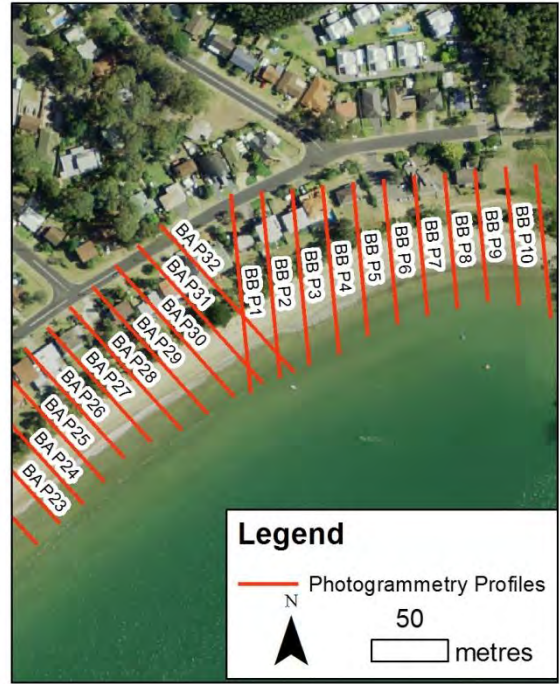 BA P23
BA P24
BA P25
BA P26
BA P27
BA P28
BA P29
BA P30
BA P31
BA P32
BB P1
BB P2
BB P3
BB P4
BB P5
BB P6
BB P7
BB P8
BB P9
BB P10
Legend
Photogrammetry Profiles
N
50
metres